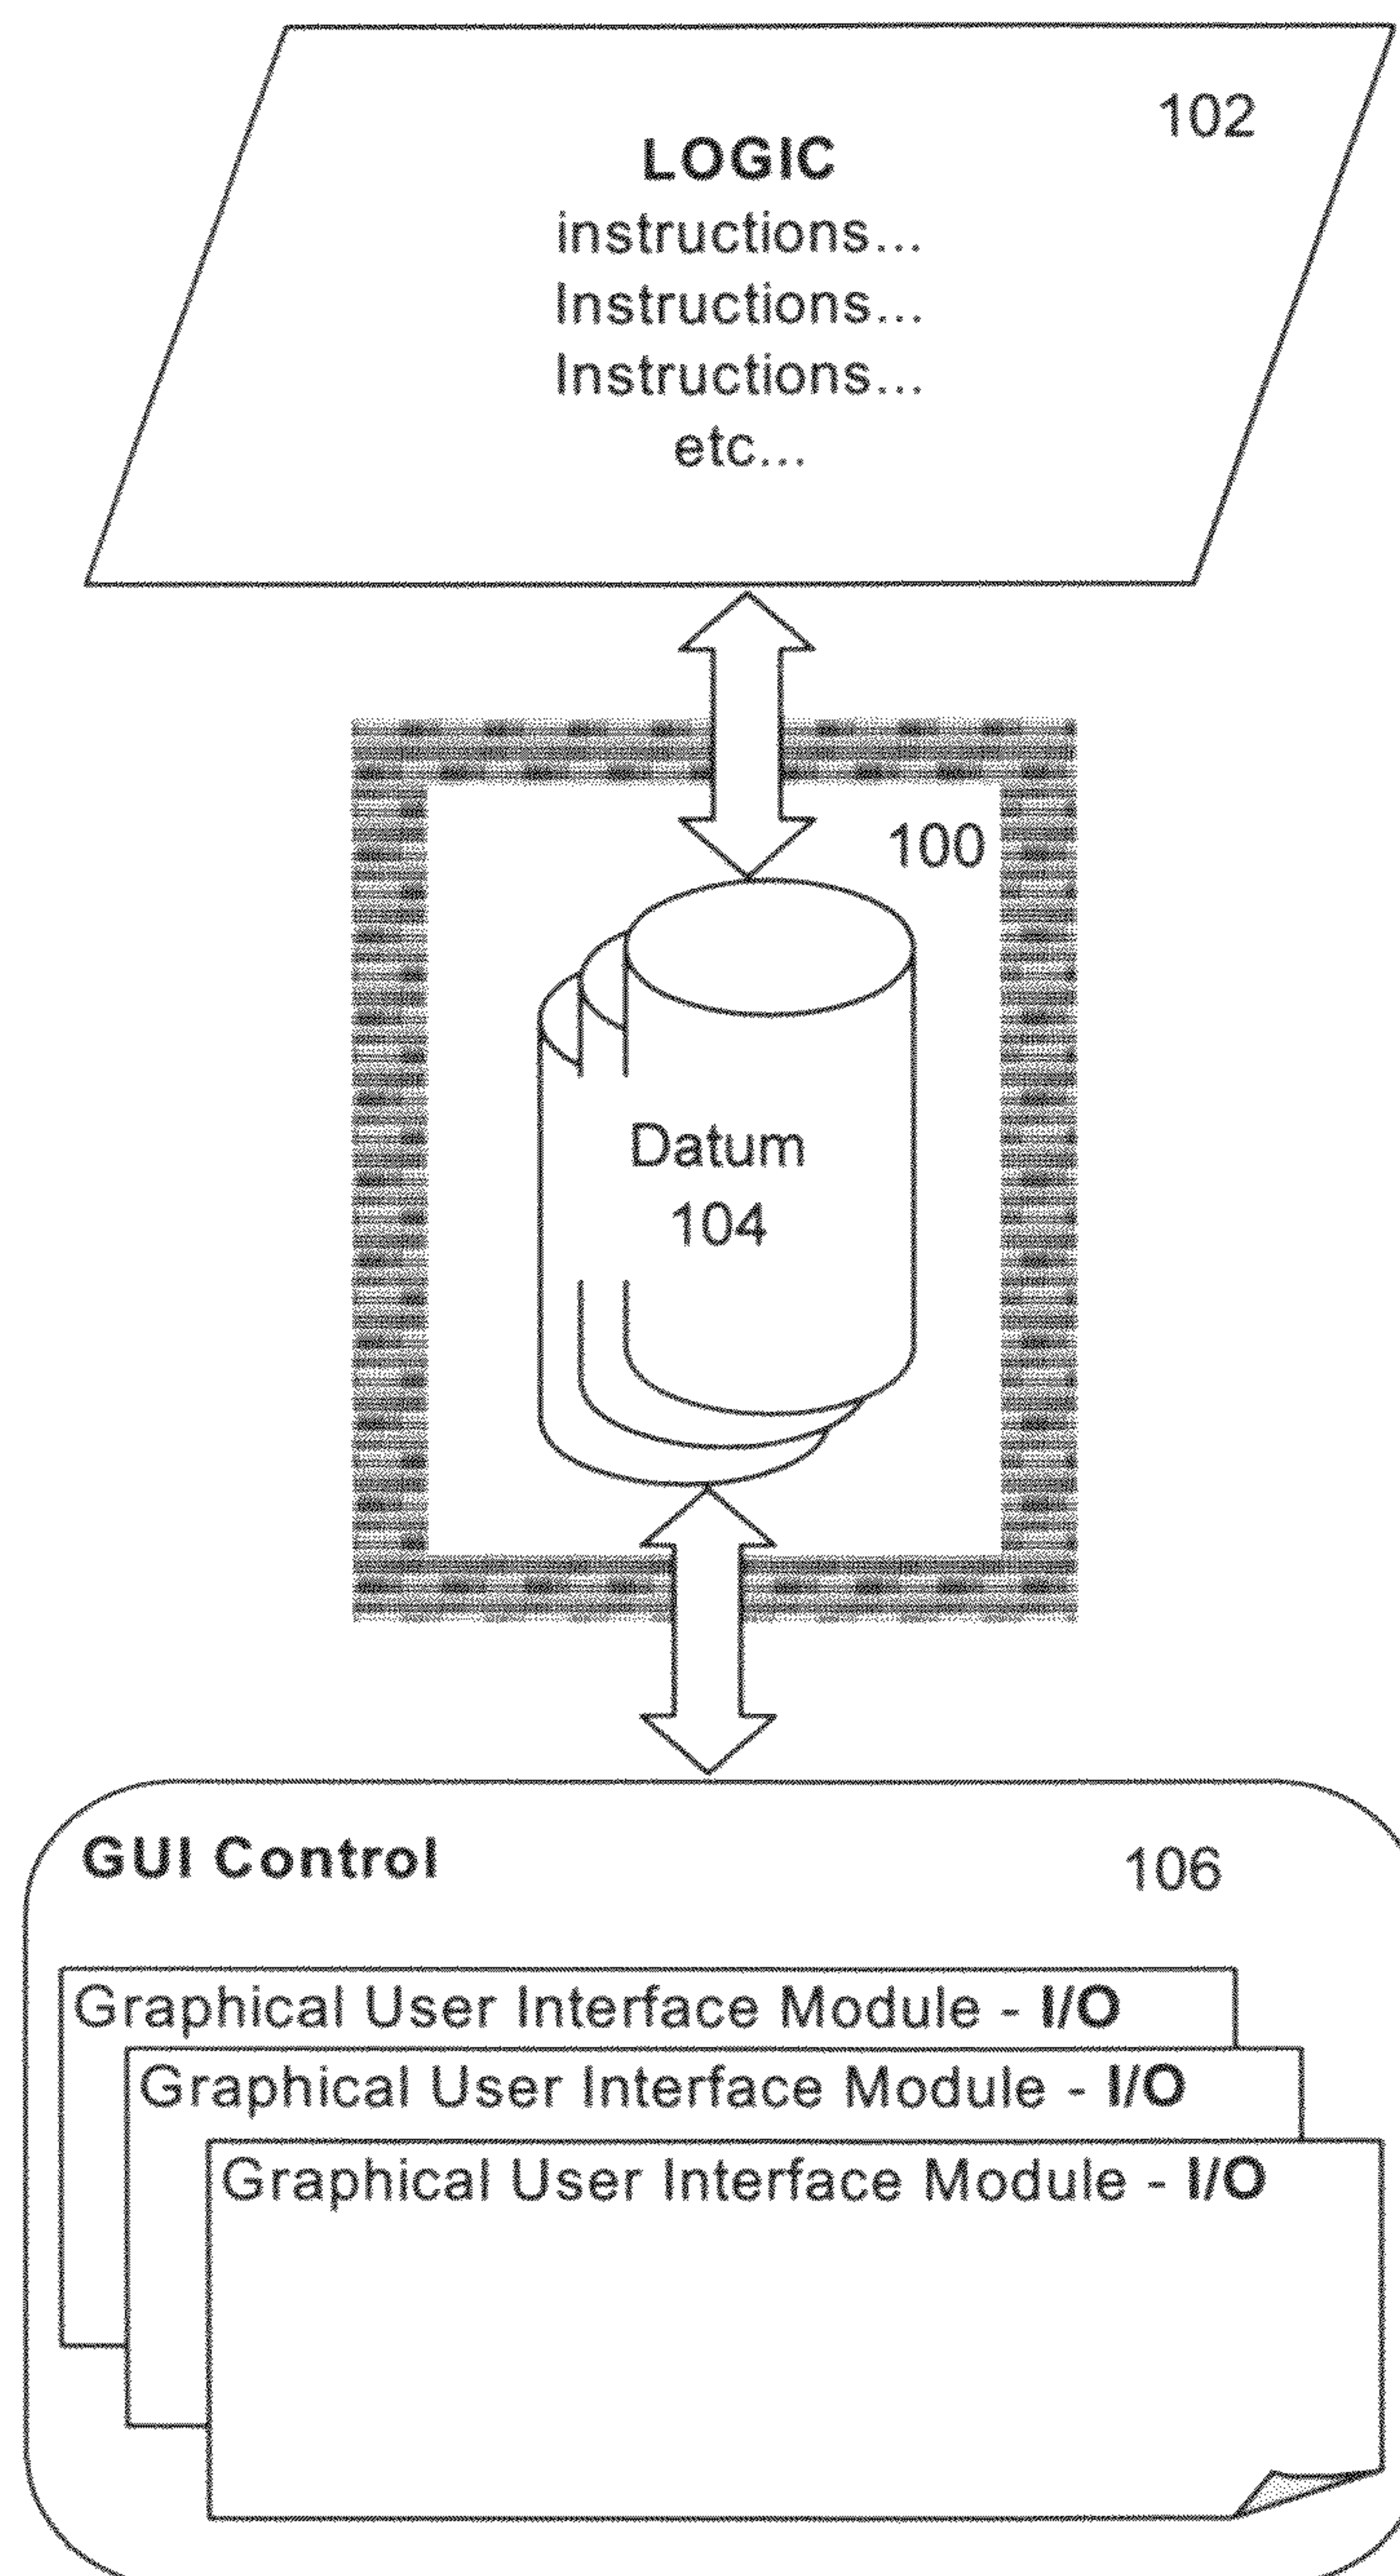 102
LOGIC
instructions...
Instructions...
Instructions...
etc...
100
Datum
104
GUI Control
106
Graphical User Interface Module - I/O
Graphical User Interface Module - I/O
Graphical User Interface Module - I/O